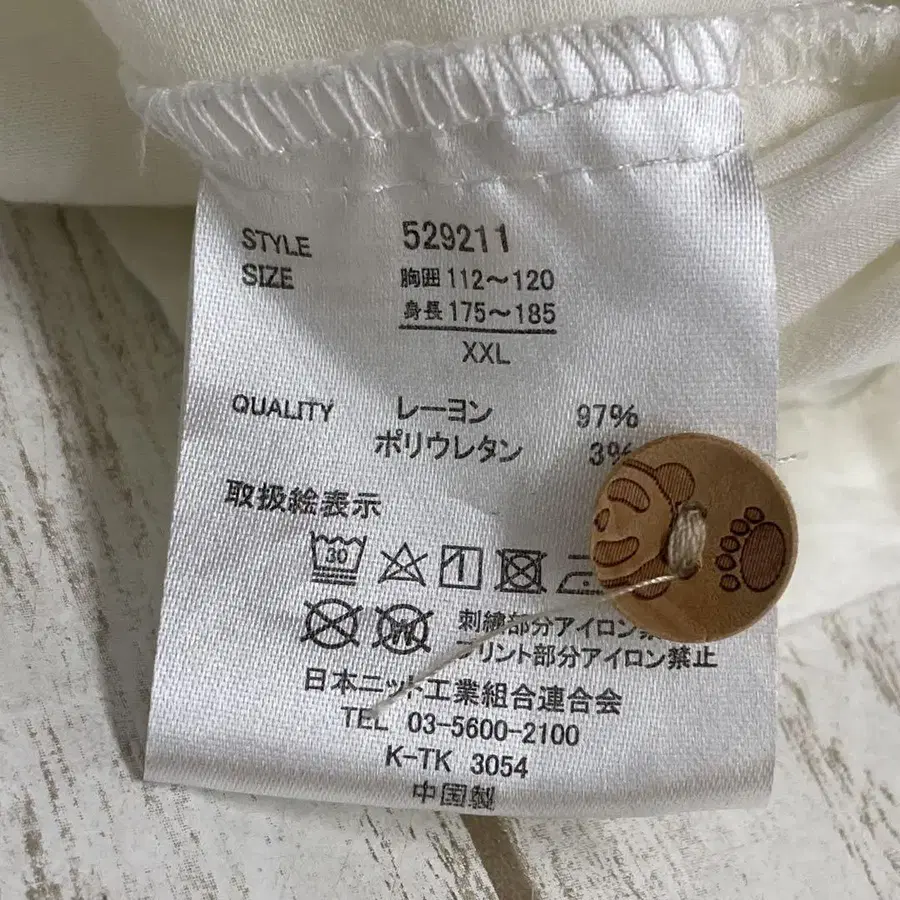 STYLE 529211
SIZE 胸囲 112～120
身長 175～185
XXL
QUALITY レーヨン 97%
ポリウレタン 3%
取扱絵表示
30
W
刺繍部分アイロン禁
プリント部分アイロン禁止
日本ニット工業組合連合会
TEL 03-5600-2100
K-TK 3054
中国製